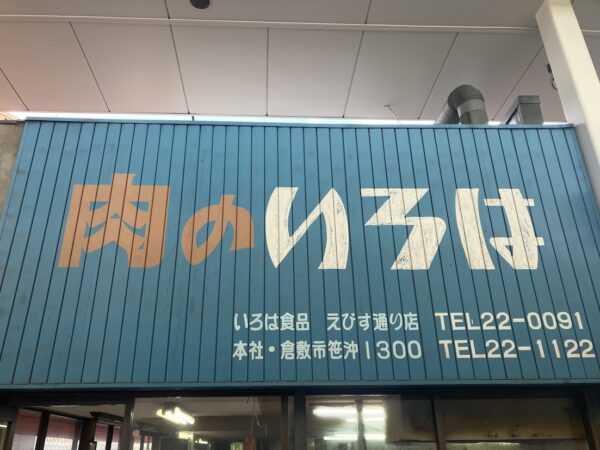 肉のいろは
いろは食品 えびす通り店 TEL22-0091
本社・倉敷市笹沖1300 TEL22-1122